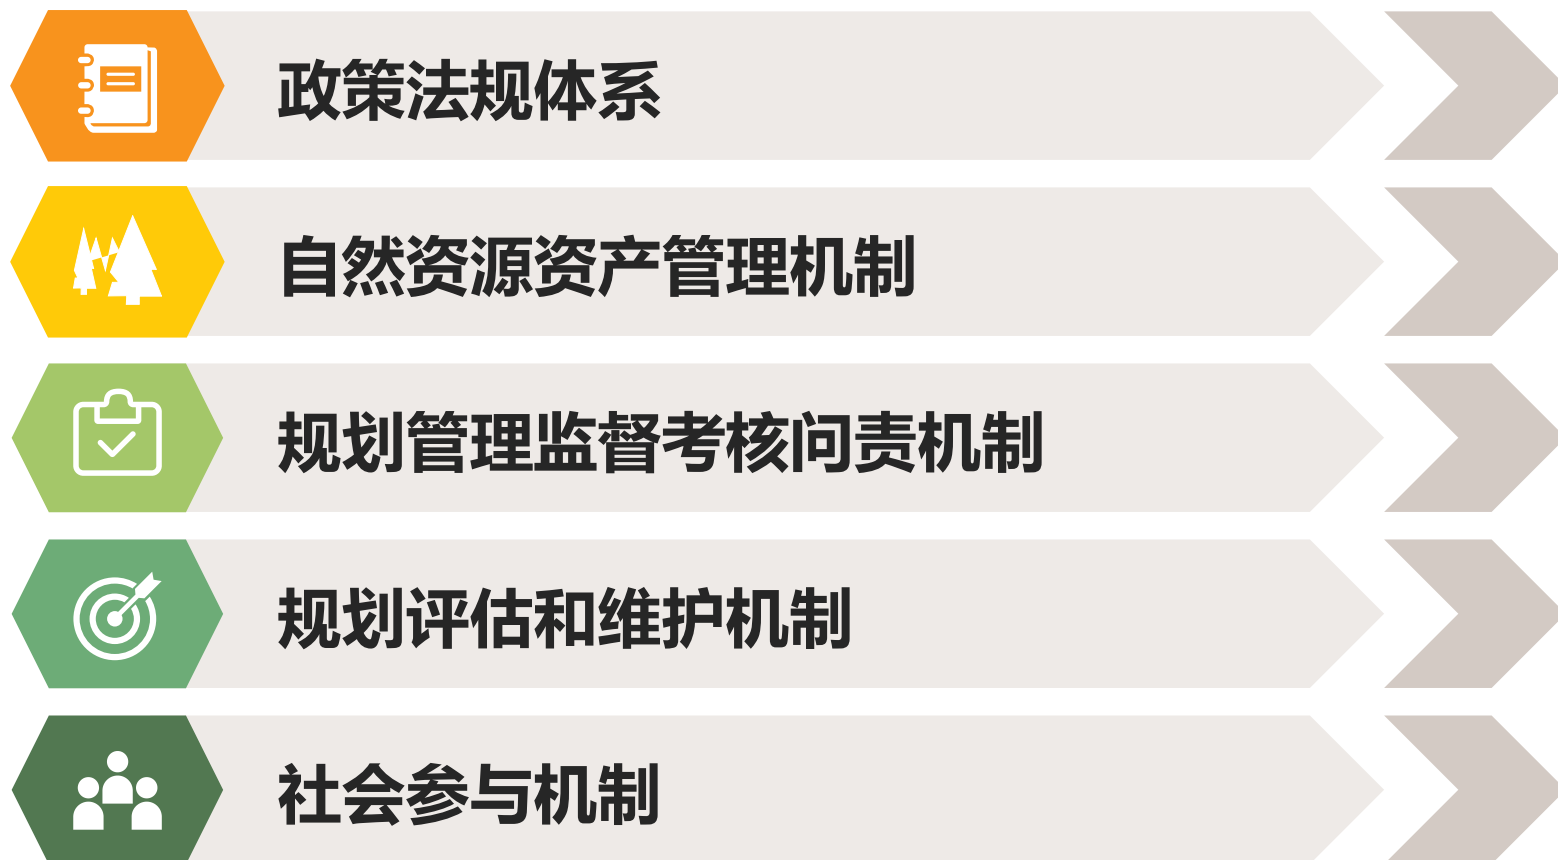 政策法规体系
自然资源资产管理机制
规划管理监督考核问责机制
规划评估和维护机制
社会参与机制